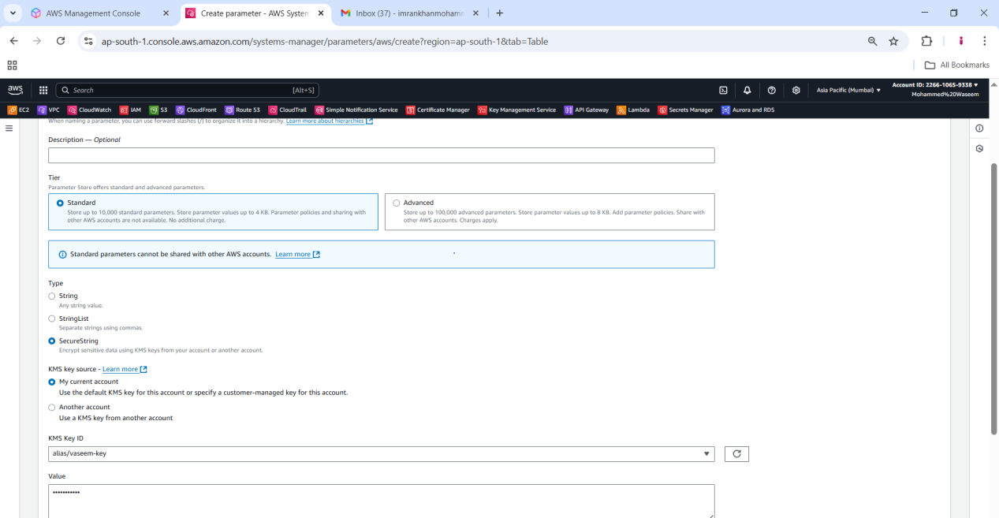 AWS Management Console
Create parameter - AWS System
Inbox (37) - imrankhanmohamm
ap-south-1.console.aws.amazon.com/systems-manager/parameters/aws/create?region=ap-south-1&tab=Table
All Bookmarks
aws
Search [Alt+S]
Asia Pacific (Mumbai) ▼
Account ID: 2266-1065-9338 ▼
Mohammed%20Waseem
EC2 VPC CloudWatch IAM S3 CloudFront Route 53 CloudTrail Simple Notification Service Certificate Manager Key Management Service API Gateway Lambda Secrets Manager Aurora and RDS
When naming a parameter, you can use forward slashes (/) to organize it into a hierarchy. Learn more about hierarchies
Description — Optional
Tier
Parameter Store offers standard and advanced parameters.
Standard
Store up to 10,000 standard parameters. Store parameter values up to 4 KB. Parameter policies and sharing with
other AWS accounts are not available. No additional charge.
Advanced
Store up to 100,000 advanced parameters. Store parameter values up to 8 KB. Add parameter policies. Share with
other AWS accounts. Charges apply.
Standard parameters cannot be shared with other AWS accounts. Learn more
Type
String
Any string value.
StringList
Separate strings using commas.
SecureString
Encrypt sensitive data using KMS keys from your account or another account.
KMS key source - Learn more
My current account
Use the default KMS key for this account or specify a customer-managed key for this account.
Another account
Use a KMS key from another account
KMS Key ID
alias/vaseem-key
Value
•••••••••••